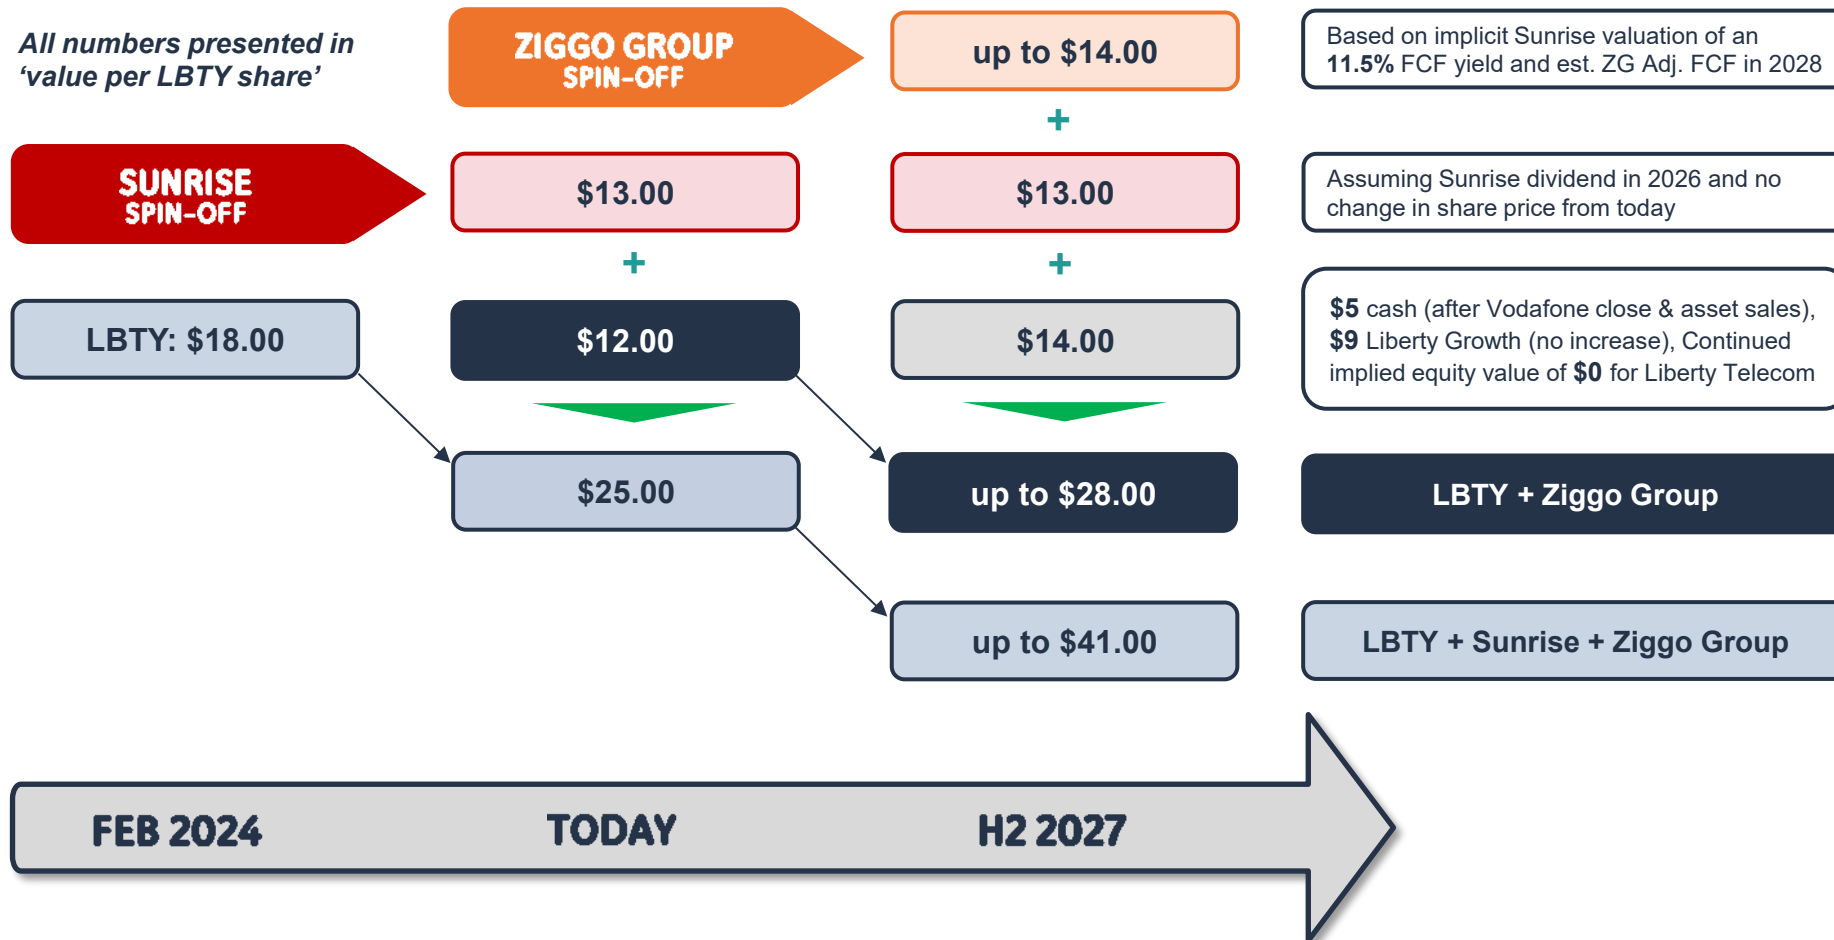 All numbers presented in
‘value per LBTY share’
ZIGGO GROUP
SPIN-OFF
up to $14.00
Based on implicit Sunrise valuation of an
11.5% FCF yield and est. ZG Adj. FCF in 2028
+
SUNRISE
SPIN-OFF
$13.00
$13.00
Assuming Sunrise dividend in 2026 and no
change in share price from today
+
+
LBTY: $18.00
$12.00
$14.00
$5 cash (after Vodafone close & asset sales),
$9 Liberty Growth (no increase), Continued
implied equity value of $0 for Liberty Telecom
$25.00
up to $28.00
LBTY + Ziggo Group
up to $41.00
LBTY + Sunrise + Ziggo Group
FEB 2024
TODAY
H2 2027